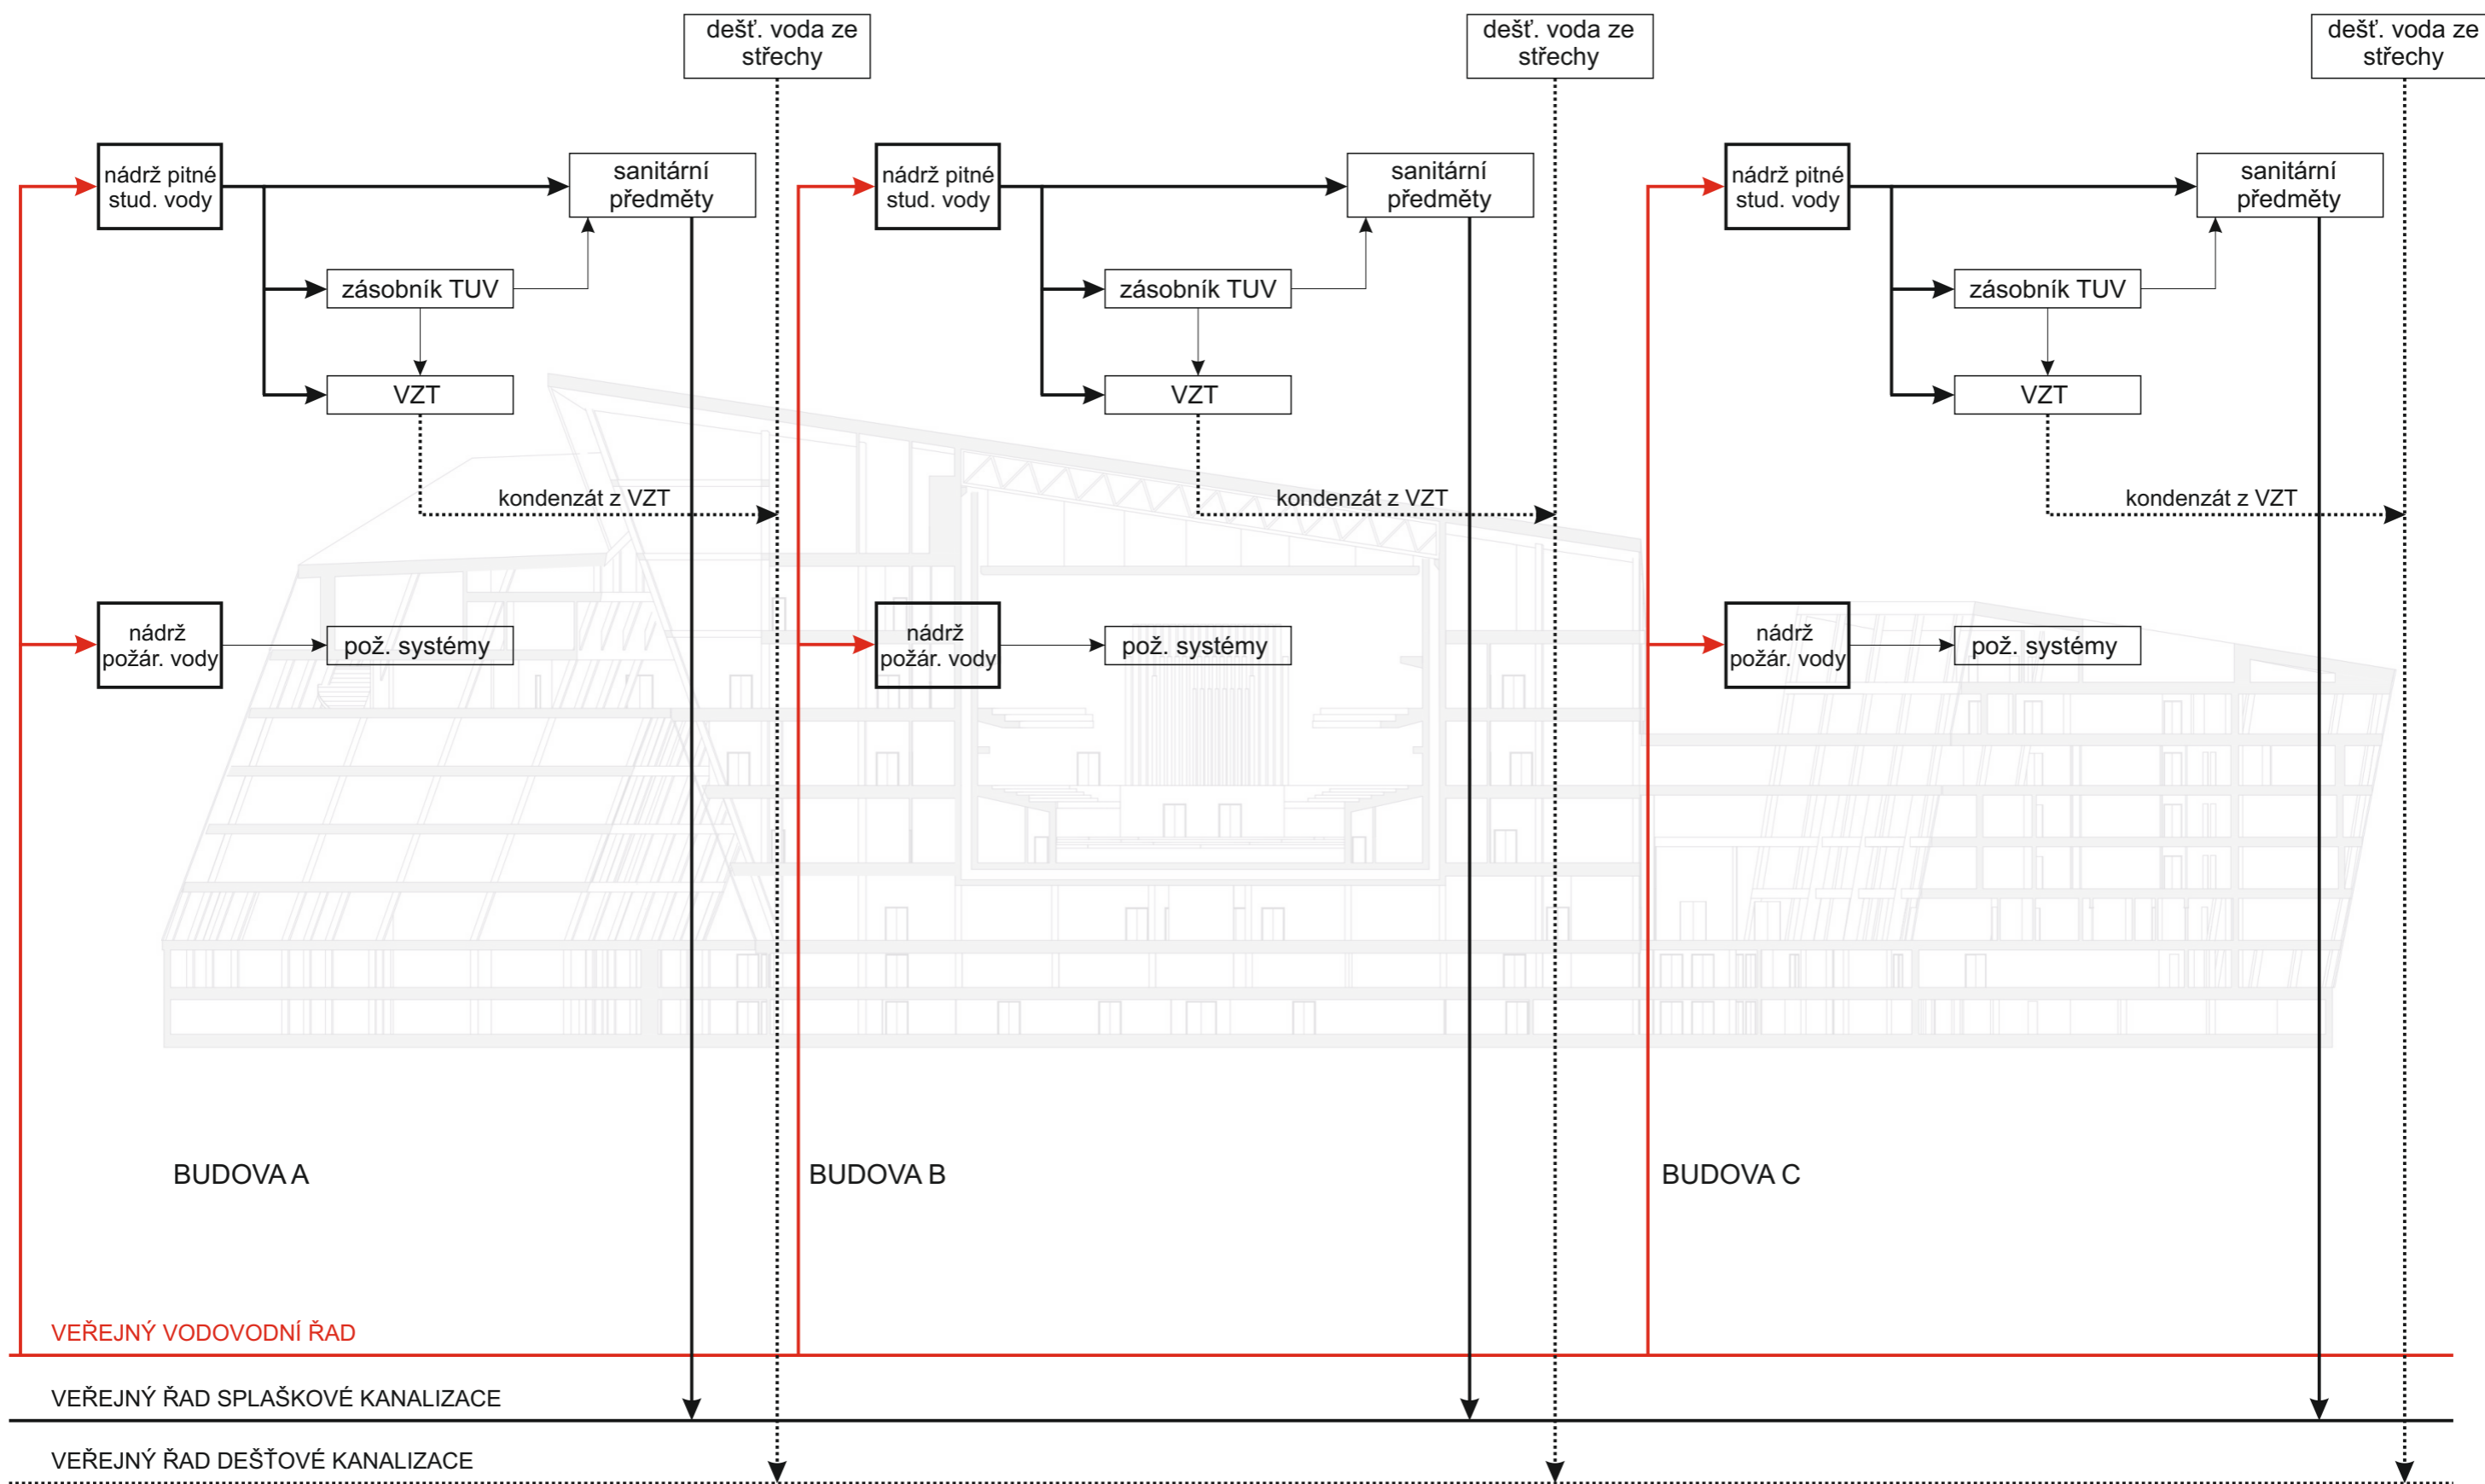 dešť. voda ze
střechy
dešť. voda ze
střechy
dešť. voda ze
střechy
nádrž pitné
stud. vody
sanitární
předměty
nádrž pitné
stud. vody
sanitární
předměty
nádrž pitné
stud. vody
sanitární
předměty
zásobník TUV
zásobník TUV
zásobník TUV
VZT
VZT
VZT
kondenzát z VZT
kondenzát z VZT
kondenzát z VZT
nádrž
požár. vody
pož. systémy
nádrž
požár. vody
pož. systémy
nádrž
požár. vody
pož. systémy
BUDOVA A
BUDOVA B
BUDOVA C
VEŘEJNÝ VODOVODNÍ ŘAD
VEŘEJNÝ ŘAD SPLAŠKOVÉ KANALIZACE
VEŘEJNÝ ŘAD DEŠŤOVÉ KANALIZACE